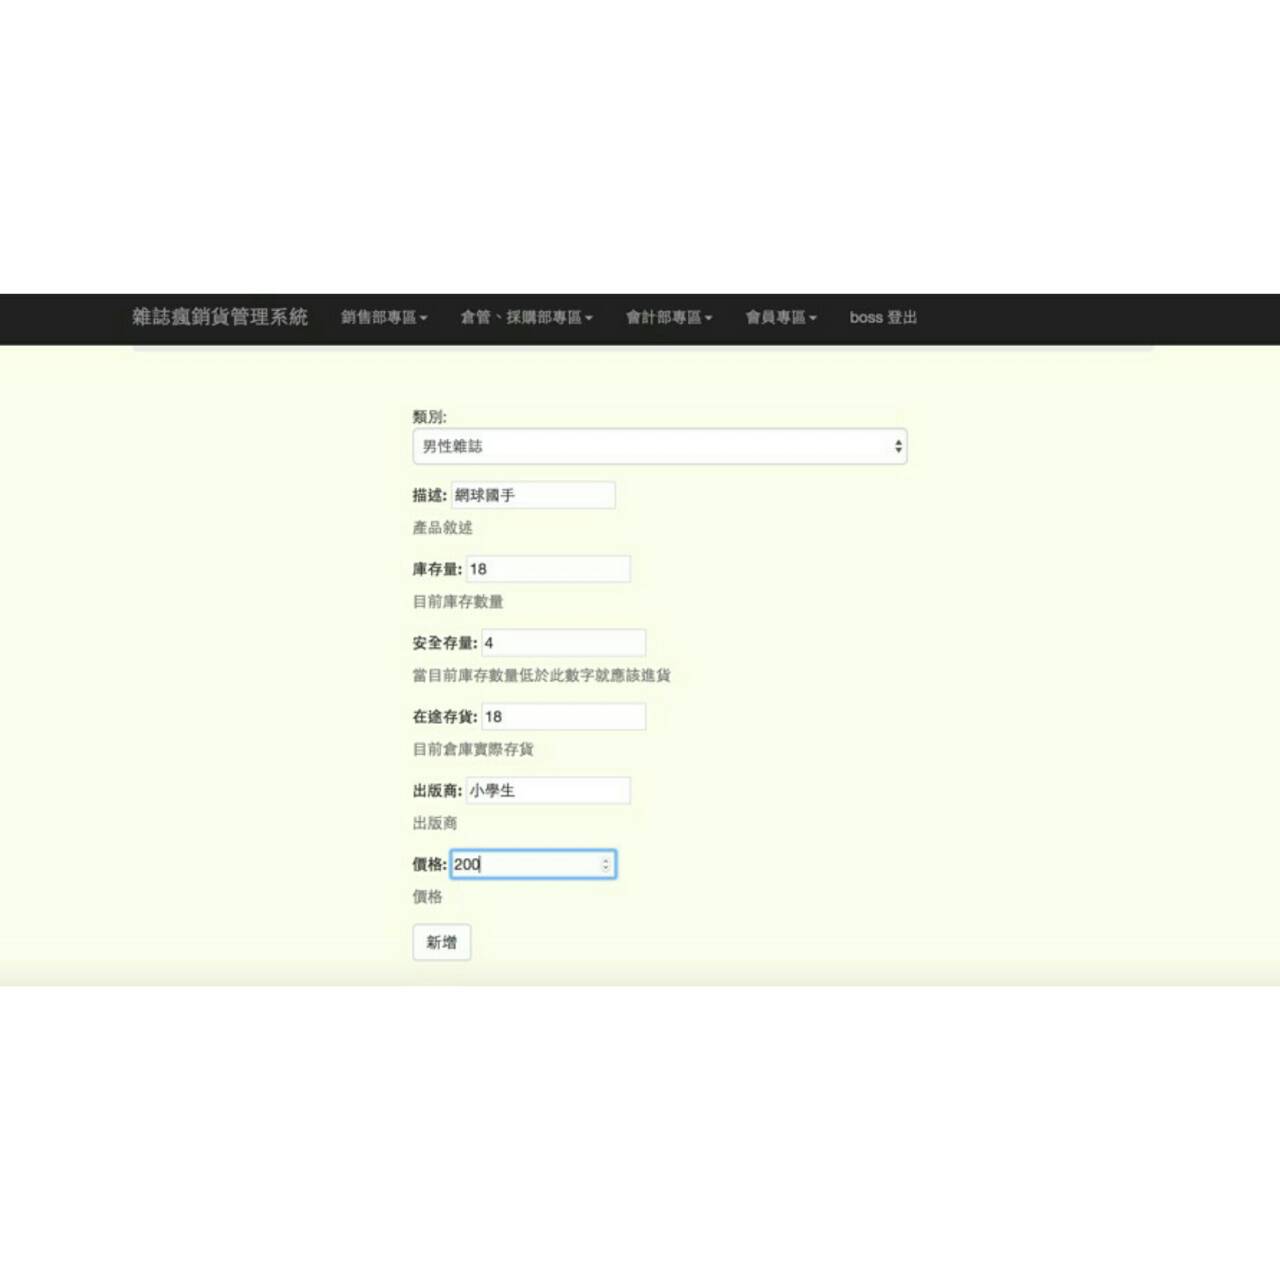 雜誌瘋銷貨管理系統 銷售部專區 倉管、採購部專區 會計部專區 會員專區 boss 登出
類別:
男性雜誌
描述: 網球國手
產品敘述
庫存量: 18
目前庫存數量
安全存量: 4
當目前庫存數量低於此數字就應該進貨
在途存貨: 18
目前倉庫實際存貨
出版商: 小學生
出版商
價格: 200
價格
新增